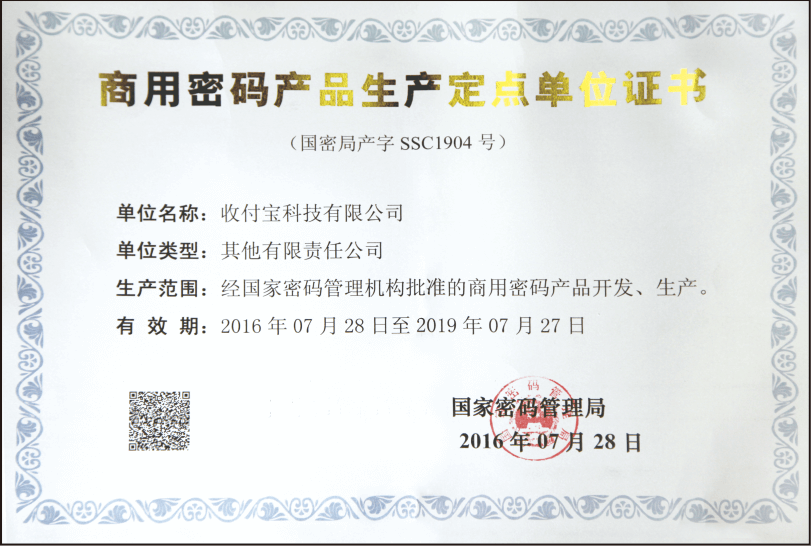 商用密码产品生产定点单位证书
（国密局产字 SSC1904 号）
单位名称：收付宝科技有限公司
单位类型：其他有限责任公司
生产范围：经国家密码管理机构批准的商用密码产品开发、生产。
有 效 期：2016 年 07 月 28 日至 2019 年 07 月 27 日
国家密码管理局
2016 年 07 月 28 日